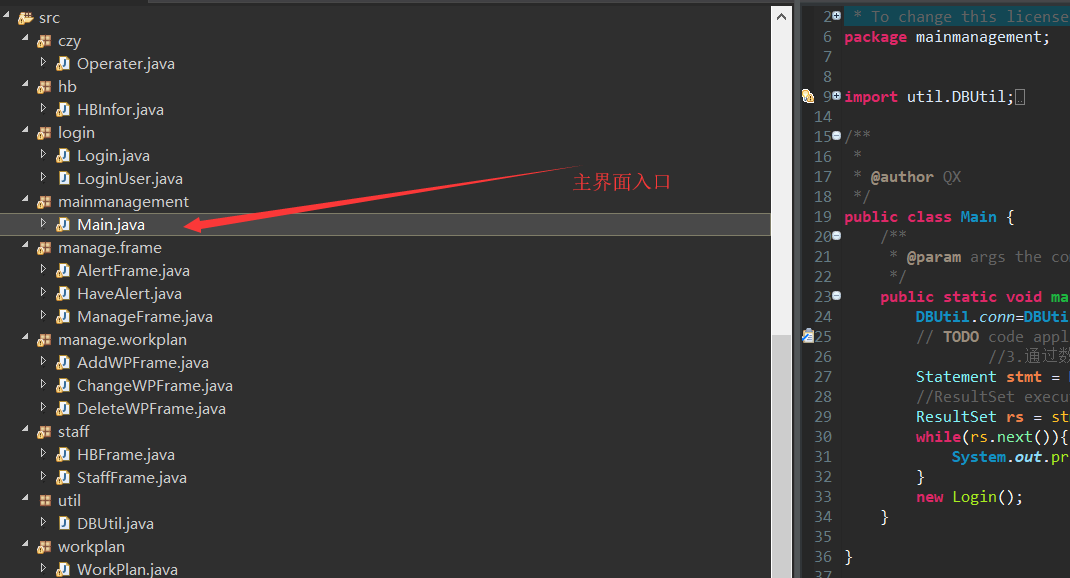 src
czy
Operater.java
hb
HBInfor.java
login
Login.java
LoginUser.java
mainmanagement
Main.java
manage.frame
AlertFrame.java
HaveAlert.java
ManageFrame.java
manage.workplan
AddWPFrame.java
ChangeWPFrame.java
DeleteWPFrame.java
staff
HBFrame.java
StaffFrame.java
util
DBUtil.java
workplan
WorkPlan.java
主界面入口
2 * To change this license
6 package mainmanagement;
7
8
9 import util.DBUtil;
14
15 /**
16 *
17 * @author QX
18 */
19 public class Main {
20 /**
21 * @param args the co
22 */
23 public static void ma
24 DBUtil.conn=DBUti
25 // TODO code appl
26 //3.通过数
27 Statement stmt =
28 //ResultSet execu
29 ResultSet rs = st
30 while(rs.next()){
31 System.out.pr
32 }
33 new Login();
34 }
35
36 }
37